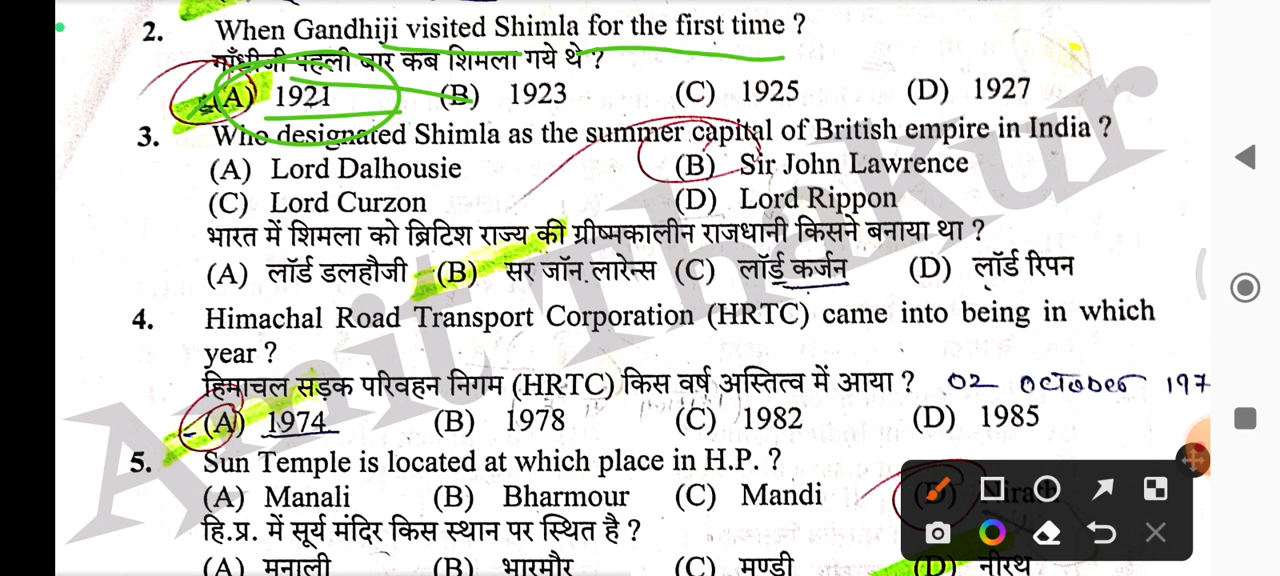 2. When Gandhiji visited Shimla for the first time ?
गाँधीजी पहली बार कब शिमला गये थे ?
(A) 1921 (B) 1923 (C) 1925 (D) 1927
3. Who designated Shimla as the summer capital of British empire in India ?
(A) Lord Dalhousie (B) Sir John Lawrence
(C) Lord Curzon (D) Lord Rippon
भारत में शिमला को ब्रिटिश राज्य की ग्रीष्मकालीन राजधानी किसने बनाया था ?
(A) लॉर्ड डलहौजी (B) सर जॉन लारेन्स (C) लॉर्ड कर्जन (D) लॉर्ड रिपन
4. Himachal Road Transport Corporation (HRTC) came into being in which
year ?
हिमाचल सड़क परिवहन निगम (HRTC) किस वर्ष अस्तित्व में आया ? 02 October 197
(A) 1974 (B) 1978 (C) 1982 (D) 1985
5. Sun Temple is located at which place in H.P. ?
(A) Manali (B) Bharmour (C) Mandi (D)
हि.प्र. में सूर्य मंदिर किस स्थान पर स्थित है ?
(A) मनाली (B) भारमौर (C) मण्डी (D) नीरथ
Amit Thakur